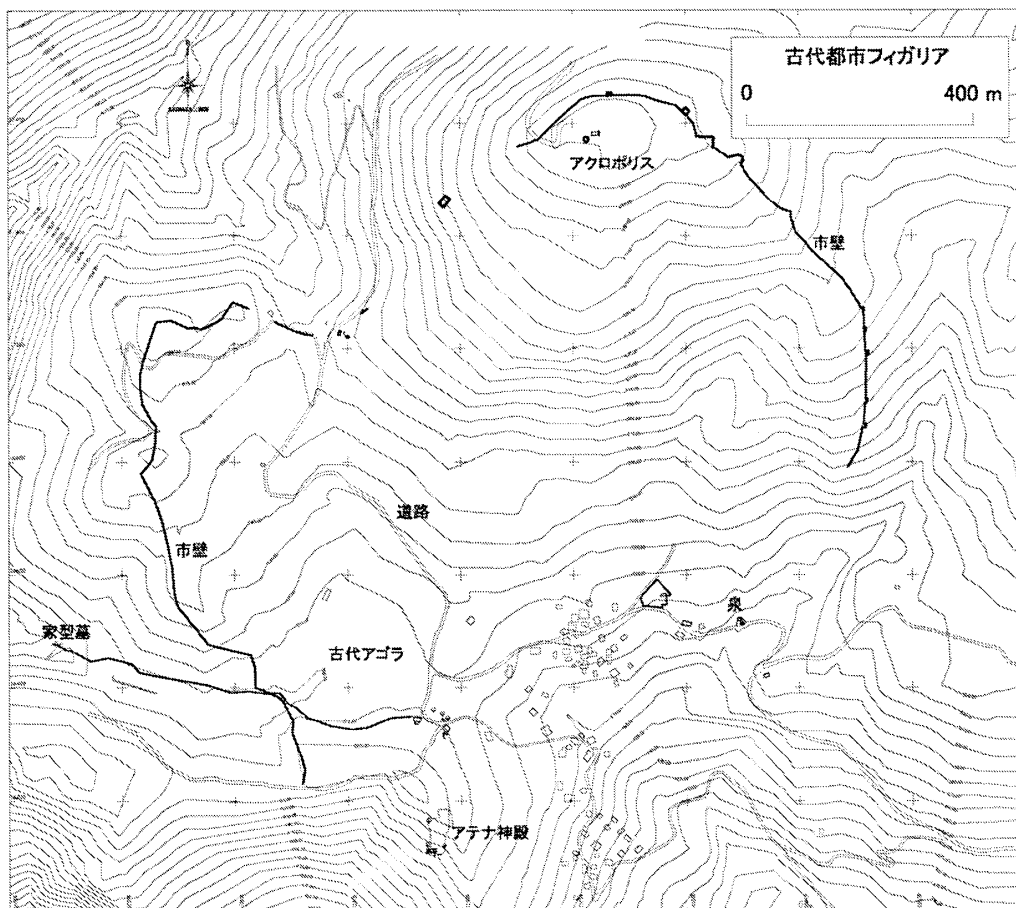 古代都市フィガリア
0 400 m
アクロポリス
市壁
道路
市壁
泉
家型墓
古代アゴラ
アテナ神殿